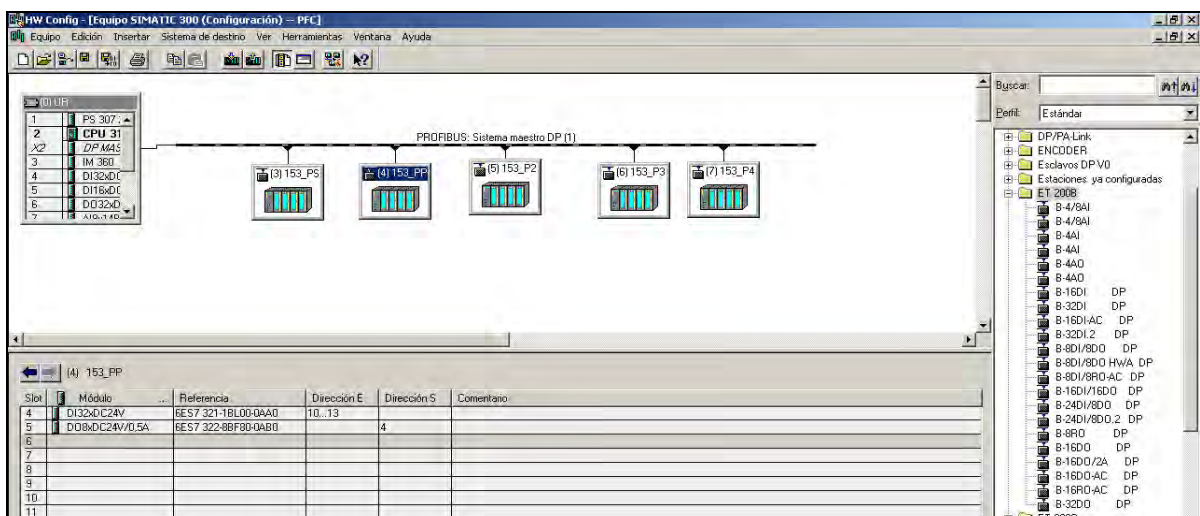 HW Config - [Equipo SIMATIC 300 (Configuración) -- PFC]
Equipo Edición Insertar Sistema de destino Ver Herramientas Ventana Ayuda
(0) UR
1 PS 307
2 CPU 31
X2 DP MAS
3 IM 360
4 DI32xDC
5 DI16xDC
6 DO32xD
7
PROFIBUS: Sistema maestro DP (1)
(3) 153_PS
(4) 153_PP
(5) 153_P2
(6) 153_P3
(7) 153_P4
Buscar:
Perfil: Estándar
DP/PA-Link
ENCODER
Esclavos DP V0
Estaciones ya configuradas
ET 200B
B-4/8AI
B-4/8AI
B-4AI
B-4AI
B-4AO
B-4AO
B-16DI DP
B-32DI DP
B-16DI-AC DP
B-32DI.2 DP
B-8DI/8DO DP
B-8DI/8DO HWA DP
B-8DI/8RO-AC DP
B-16DI/16DO DP
B-24DI/8DO DP
B-24DI/8DO.2 DP
B-8RO DP
B-16DO DP
B-16DO/2A DP
B-16DO-AC DP
B-16RO-AC DP
B-32DO DP
(4) 153_PP
Slot Módulo ... Referencia Dirección E Dirección S Comentario
4 DI32xDC24V 6ES7 321-1BL00-0AA0 10...13
5 DO8xDC24V/0,5A 6ES7 322-8BF80-0AB0 4
6
7
8
9
10
11